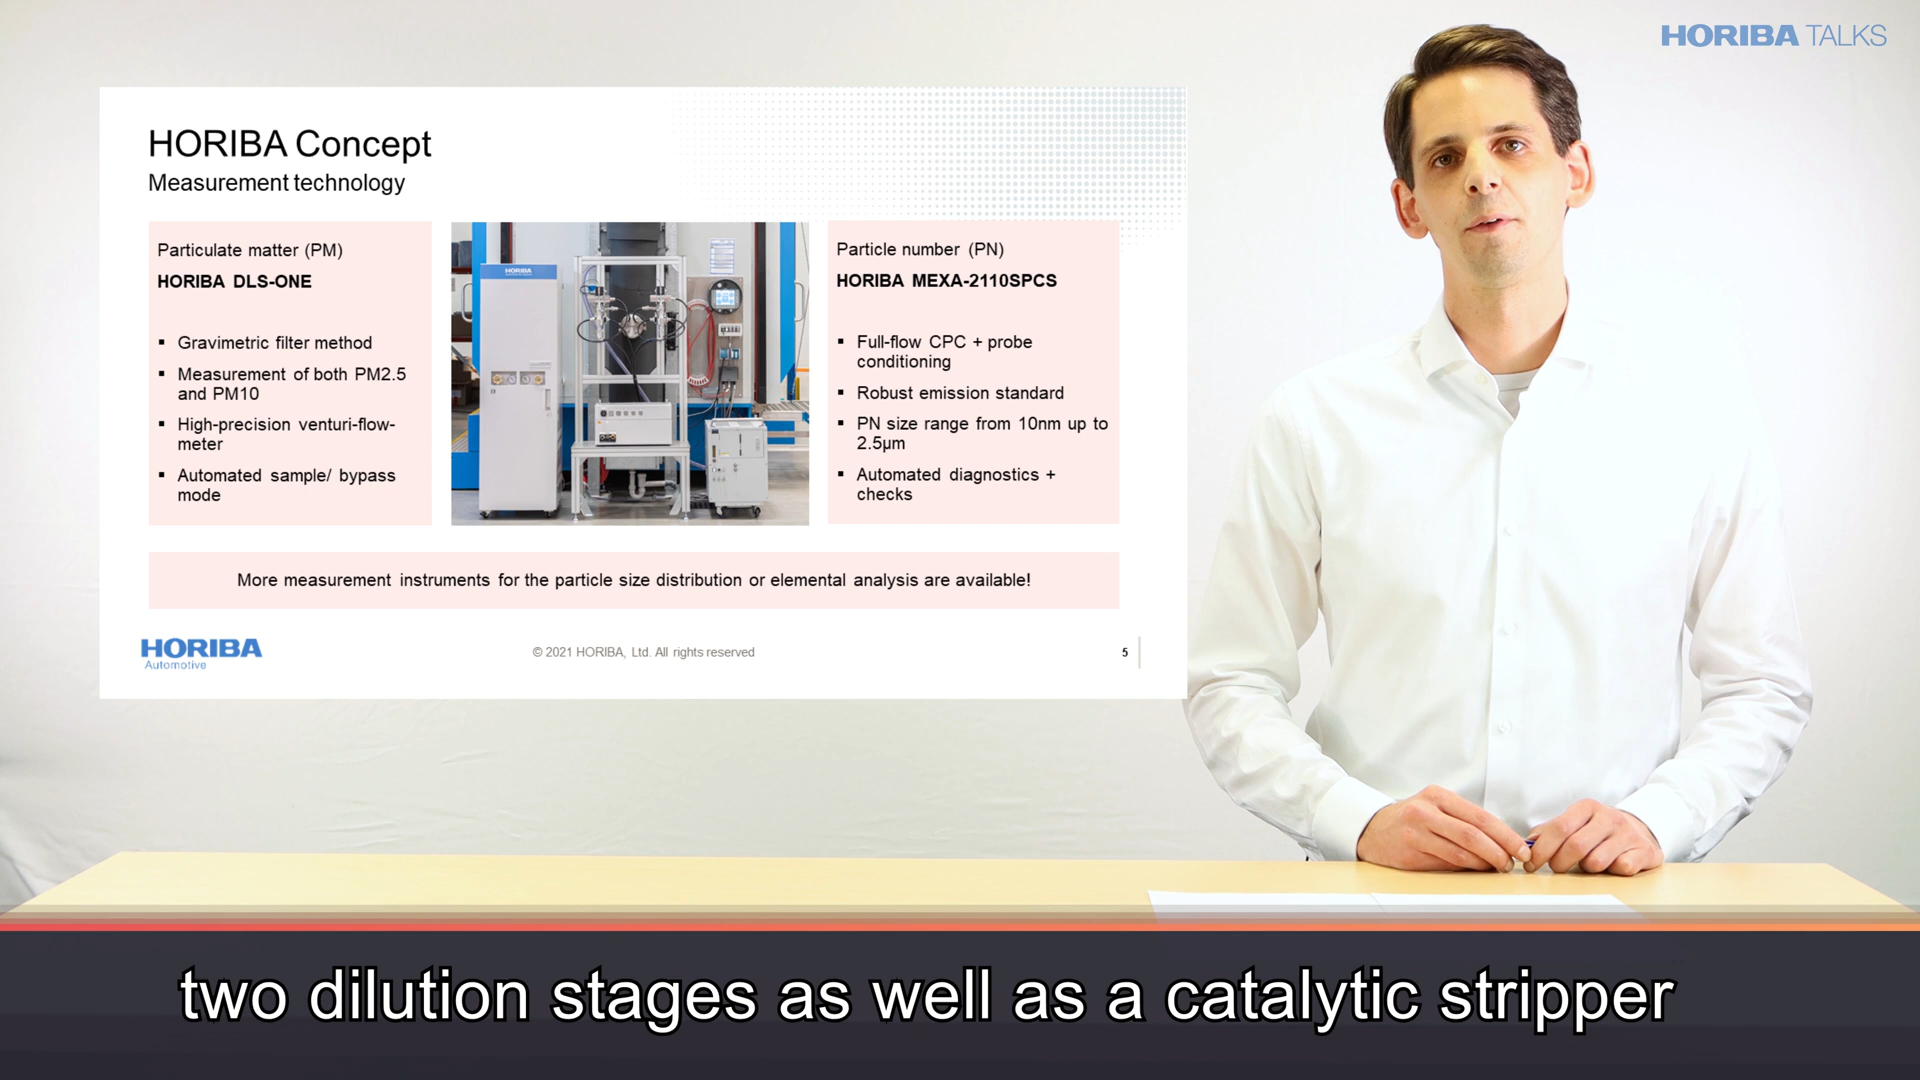 HORIBA TALKS
HORIBA Concept
Measurement technology
Particulate matter (PM)
HORIBA DLS-ONE
▪ Gravimetric filter method
▪ Measurement of both PM2.5
and PM10
▪ High-precision venturi-flow-
meter
▪ Automated sample/ bypass
mode
HORIBA
Particle number (PN)
HORIBA MEXA-2110SPCS
▪ Full-flow CPC + probe
conditioning
▪ Robust emission standard
▪ PN size range from 10nm up to
2.5µm
▪ Automated diagnostics +
checks
More measurement instruments for the particle size distribution or elemental analysis are available!
HORIBA
Automotive
© 2021 HORIBA, Ltd. All rights reserved
5
two dilution stages as well as a catalytic stripper